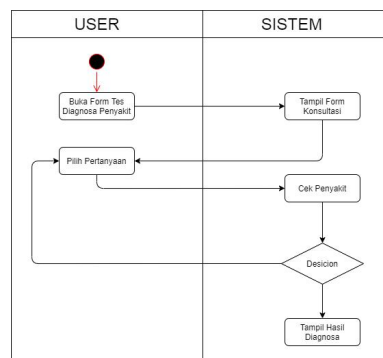 USER
SISTEM
Buka Form Tes
Diagnosa Penyakit
Tampil Form
Konsultasi
Pilih Pertanyaan
Cek Penyakit
Desicion
Tampil Hasil
Diagnosa